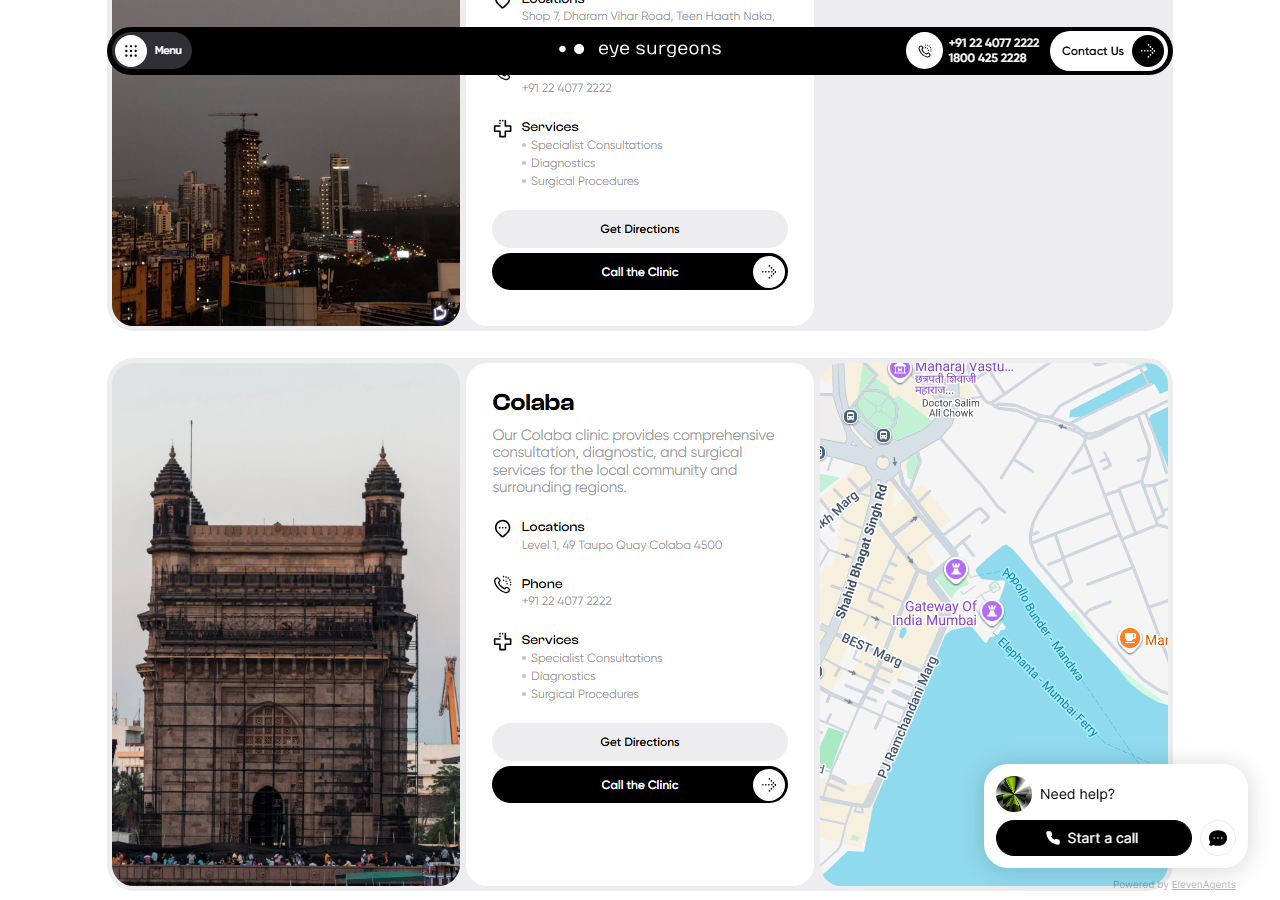 Locations
Shop 7, Dharam Vihar Road, Teen Haath Naka,
Menu
eye surgeons
+91 22 4077 2222
1800 425 2228
Contact Us
+91 22 4077 2222
Services
Specialist Consultations
Diagnostics
Surgical Procedures
Get Directions
Call the Clinic
Colaba
Our Colaba clinic provides comprehensive
consultation, diagnostic, and surgical
services for the local community and
surrounding regions.
Locations
Level 1, 49 Taupo Quay Colaba 4500
Phone
+91 22 4077 2222
Services
Specialist Consultations
Diagnostics
Surgical Procedures
Get Directions
Call the Clinic
Maharaj Vastu...
छत्रपती शिवाजी
महाराज...
Doctor Salim
Ali Chowk
kh Marg
Shahid Bhagat Singh Rd
Gateway Of
India Mumbai
Appollo Bunder - Mandwa
BEST Marg
Elephanta - Mumbai Ferry
PJ Ramchandani Marg
Mar
Need help?
Start a call
Powered by ElevenAgents